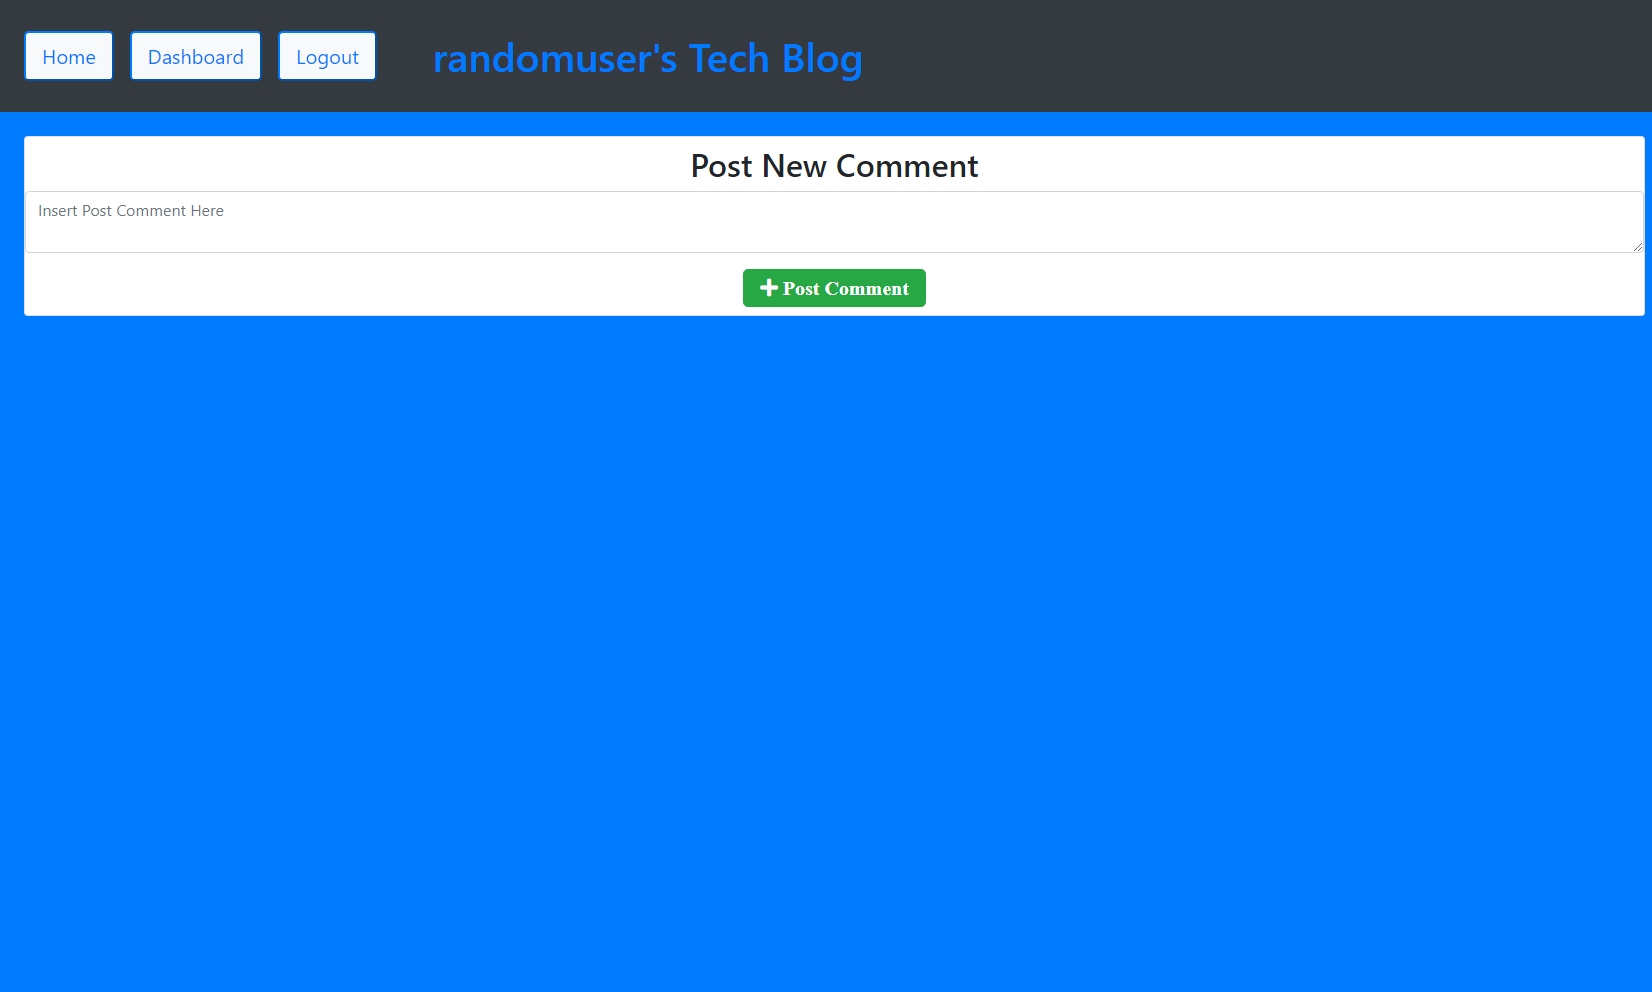 Home Dashboard Logout randomuser's Tech Blog
Post New Comment
Insert Post Comment Here
Post Comment